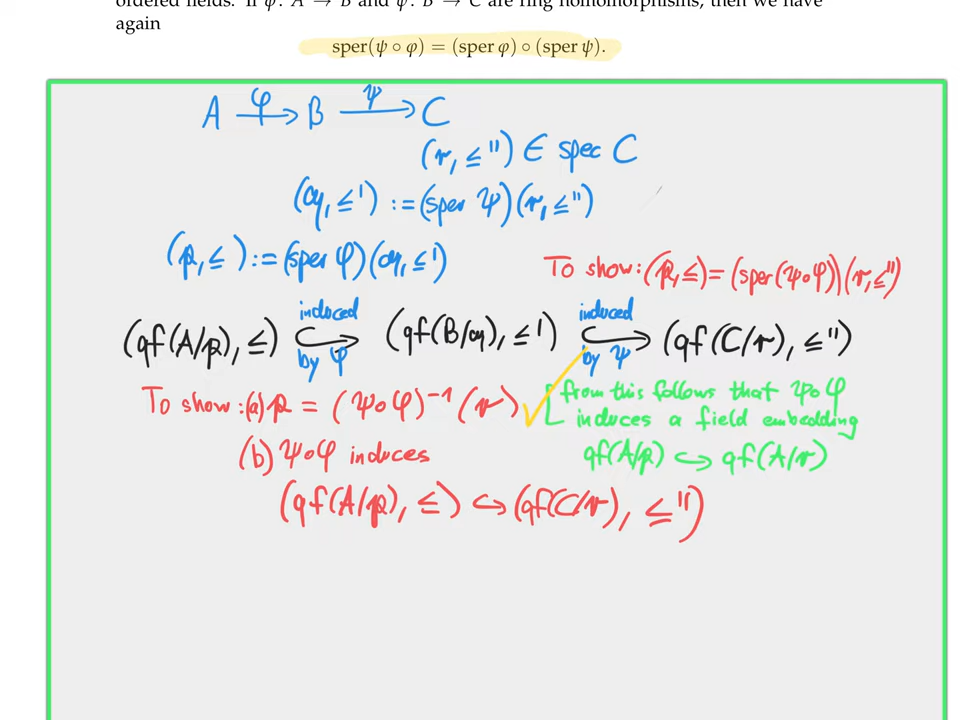 ordered fields. If φ: A → B and ψ: B → C are ring homomorphisms, then we have
again
sper(ψ ∘ φ) = (sper φ) ∘ (sper ψ).
A —φ→ B —ψ→ C
(𝔯, ≤'') ∈ spec C
(𝔮, ≤') := (sper ψ)(𝔯, ≤'')
(𝔭, ≤) := (sper φ)(𝔮, ≤')
To show: (𝔭, ≤) = (sper(ψ∘φ))(𝔯, ≤'')
(qf(A/𝔭), ≤) ↪ induced by φ (qf(B/𝔮), ≤') ↪ induced by ψ (qf(C/𝔯), ≤'')
To show: (a) 𝔭 = (ψ∘φ)⁻¹(𝔯) ✓
from this follows that ψ∘φ
induces a field embedding
qf(A/𝔭) ↪ qf(A/𝔯)
(b) ψ∘φ induces
(qf(A/𝔭), ≤) ↪ (qf(C/𝔯), ≤'')